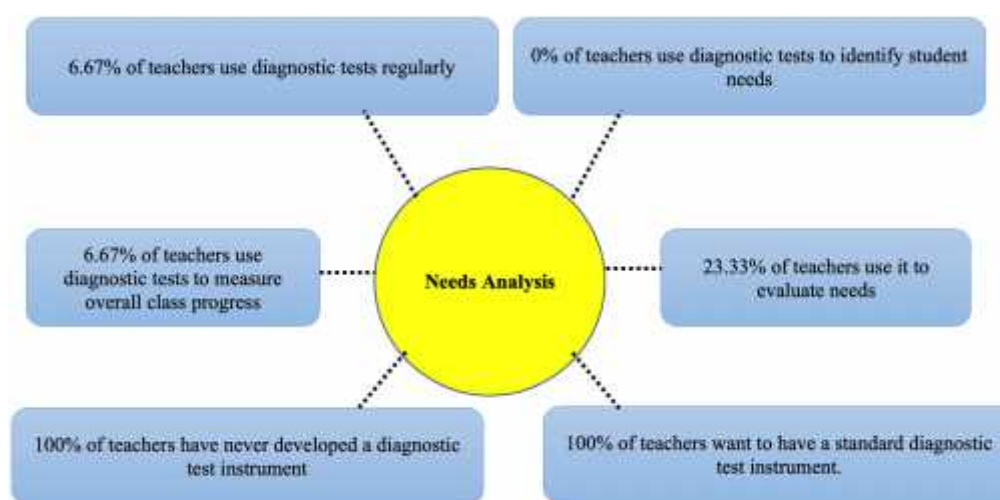 6.67% of teachers use diagnostic tests regularly
0% of teachers use diagnostic tests to identify student
needs
6.67% of teachers use
diagnostic tests to measure
overall class progress
Needs Analysis
23.33% of teachers use it to
evaluate needs
100% of teachers have never developed a diagnostic
test instrument
100% of teachers want to have a standard diagnostic
test instrument.